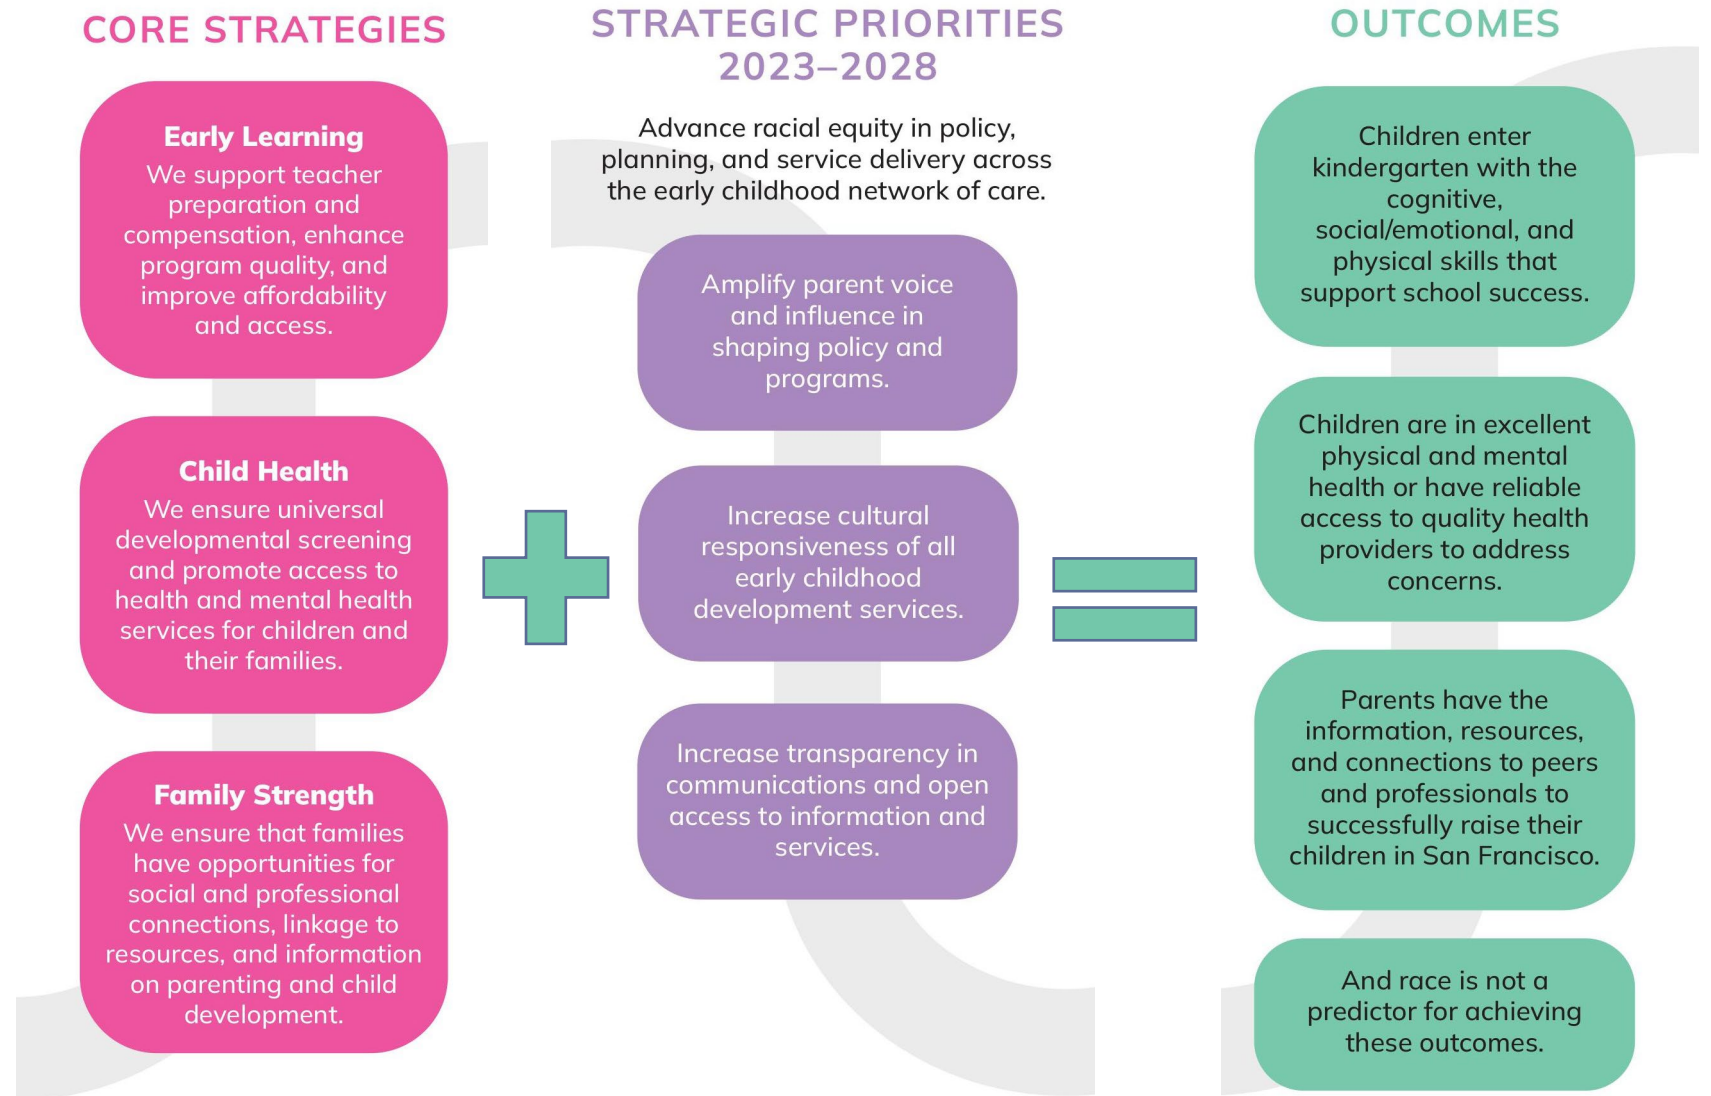 CORE STRATEGIES
Early Learning
We support teacher
preparation and
compensation, enhance
program quality, and
improve affordability
and access.
Child Health
We ensure universal
developmental screening
and promote access to
health and mental health
services for children and
their families.
Family Strength
We ensure that families
have opportunities for
social and professional
connections, linkage to
resources, and information
on parenting and child
development.
STRATEGIC PRIORITIES
2023–2028
Advance racial equity in policy,
planning, and service delivery across
the early childhood network of care.
Amplify parent voice
and influence in
shaping policy and
programs.
Increase cultural
responsiveness of all
early childhood
development services.
Increase transparency in
communications and open
access to information and
services.
OUTCOMES
Children enter
kindergarten with the
cognitive,
social/emotional, and
physical skills that
support school success.
Children are in excellent
physical and mental
health or have reliable
access to quality health
providers to address
concerns.
Parents have the
information, resources,
and connections to peers
and professionals to
successfully raise their
children in San Francisco.
And race is not a
predictor for achieving
these outcomes.